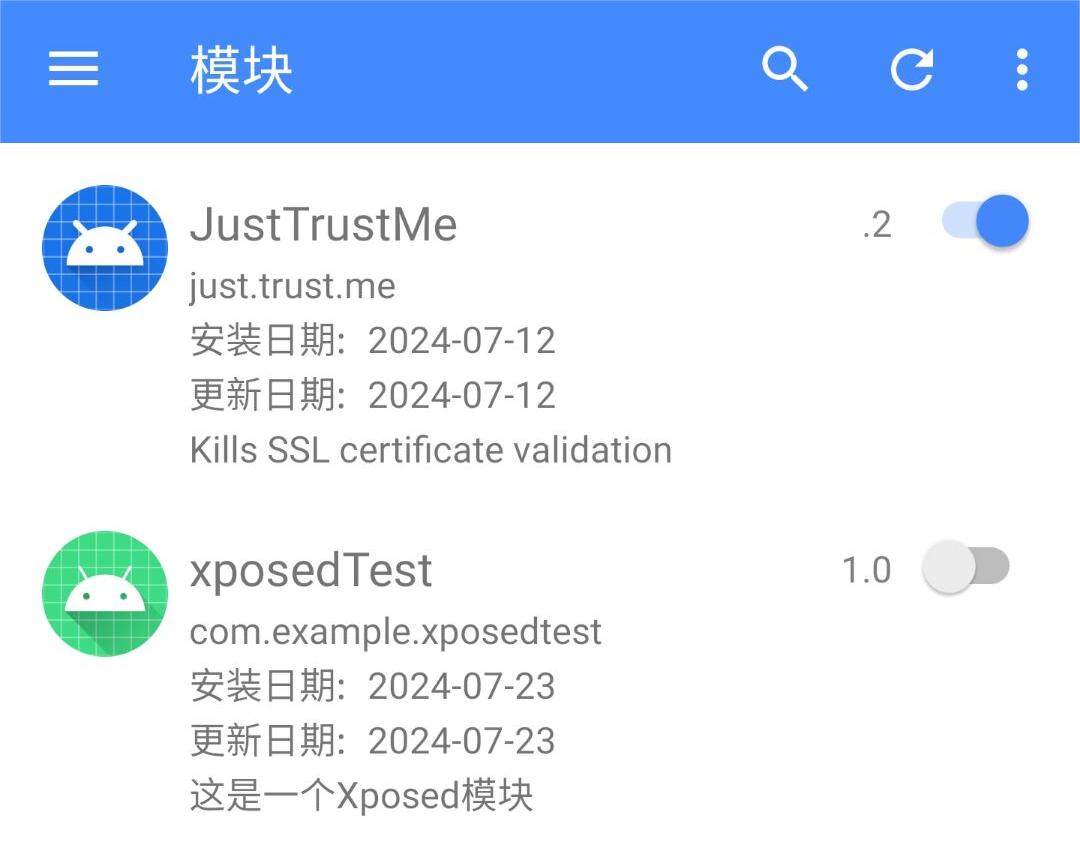 模块
JustTrustMe .2
just.trust.me
安装日期: 2024-07-12
更新日期: 2024-07-12
Kills SSL certificate validation
xposedTest 1.0
com.example.xposedtest
安装日期: 2024-07-23
更新日期: 2024-07-23
这是一个Xposed模块